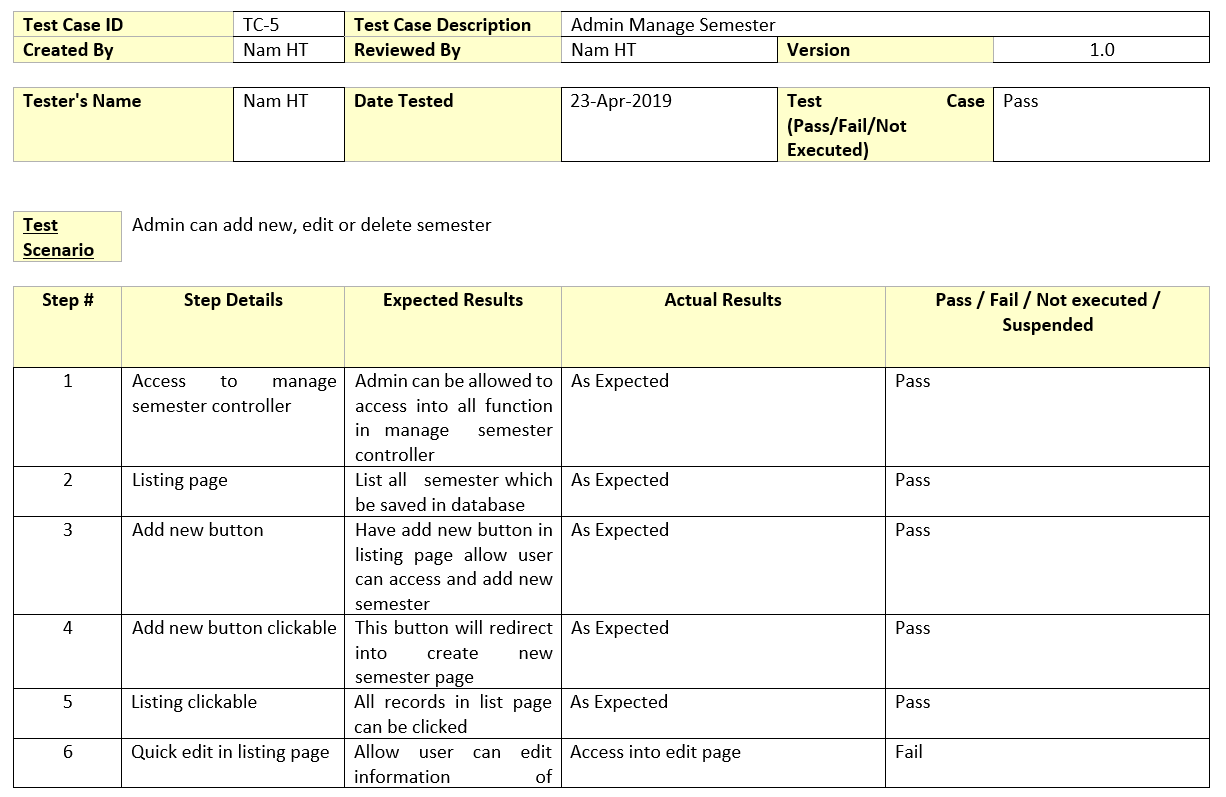 Test Case ID TC-5 Test Case Description Admin Manage Semester
Created By Nam HT Reviewed By Nam HT Version 1.0
Tester's Name Nam HT Date Tested 23-Apr-2019 Test Case Pass
(Pass/Fail/Not
Executed)
Test Admin can add new, edit or delete semester
Scenario
Step # Step Details Expected Results Actual Results Pass / Fail / Not executed /
Suspended
1 Access to manage Admin can be allowed to As Expected Pass
semester controller access into all function
in manage semester
controller
2 Listing page List all semester which As Expected Pass
be saved in database
3 Add new button Have add new button in As Expected Pass
listing page allow user
can access and add new
semester
4 Add new button clickable This button will redirect As Expected Pass
into create new
semester page
5 Listing clickable All records in list page As Expected Pass
can be clicked
6 Quick edit in listing page Allow user can edit Access into edit page Fail
information of